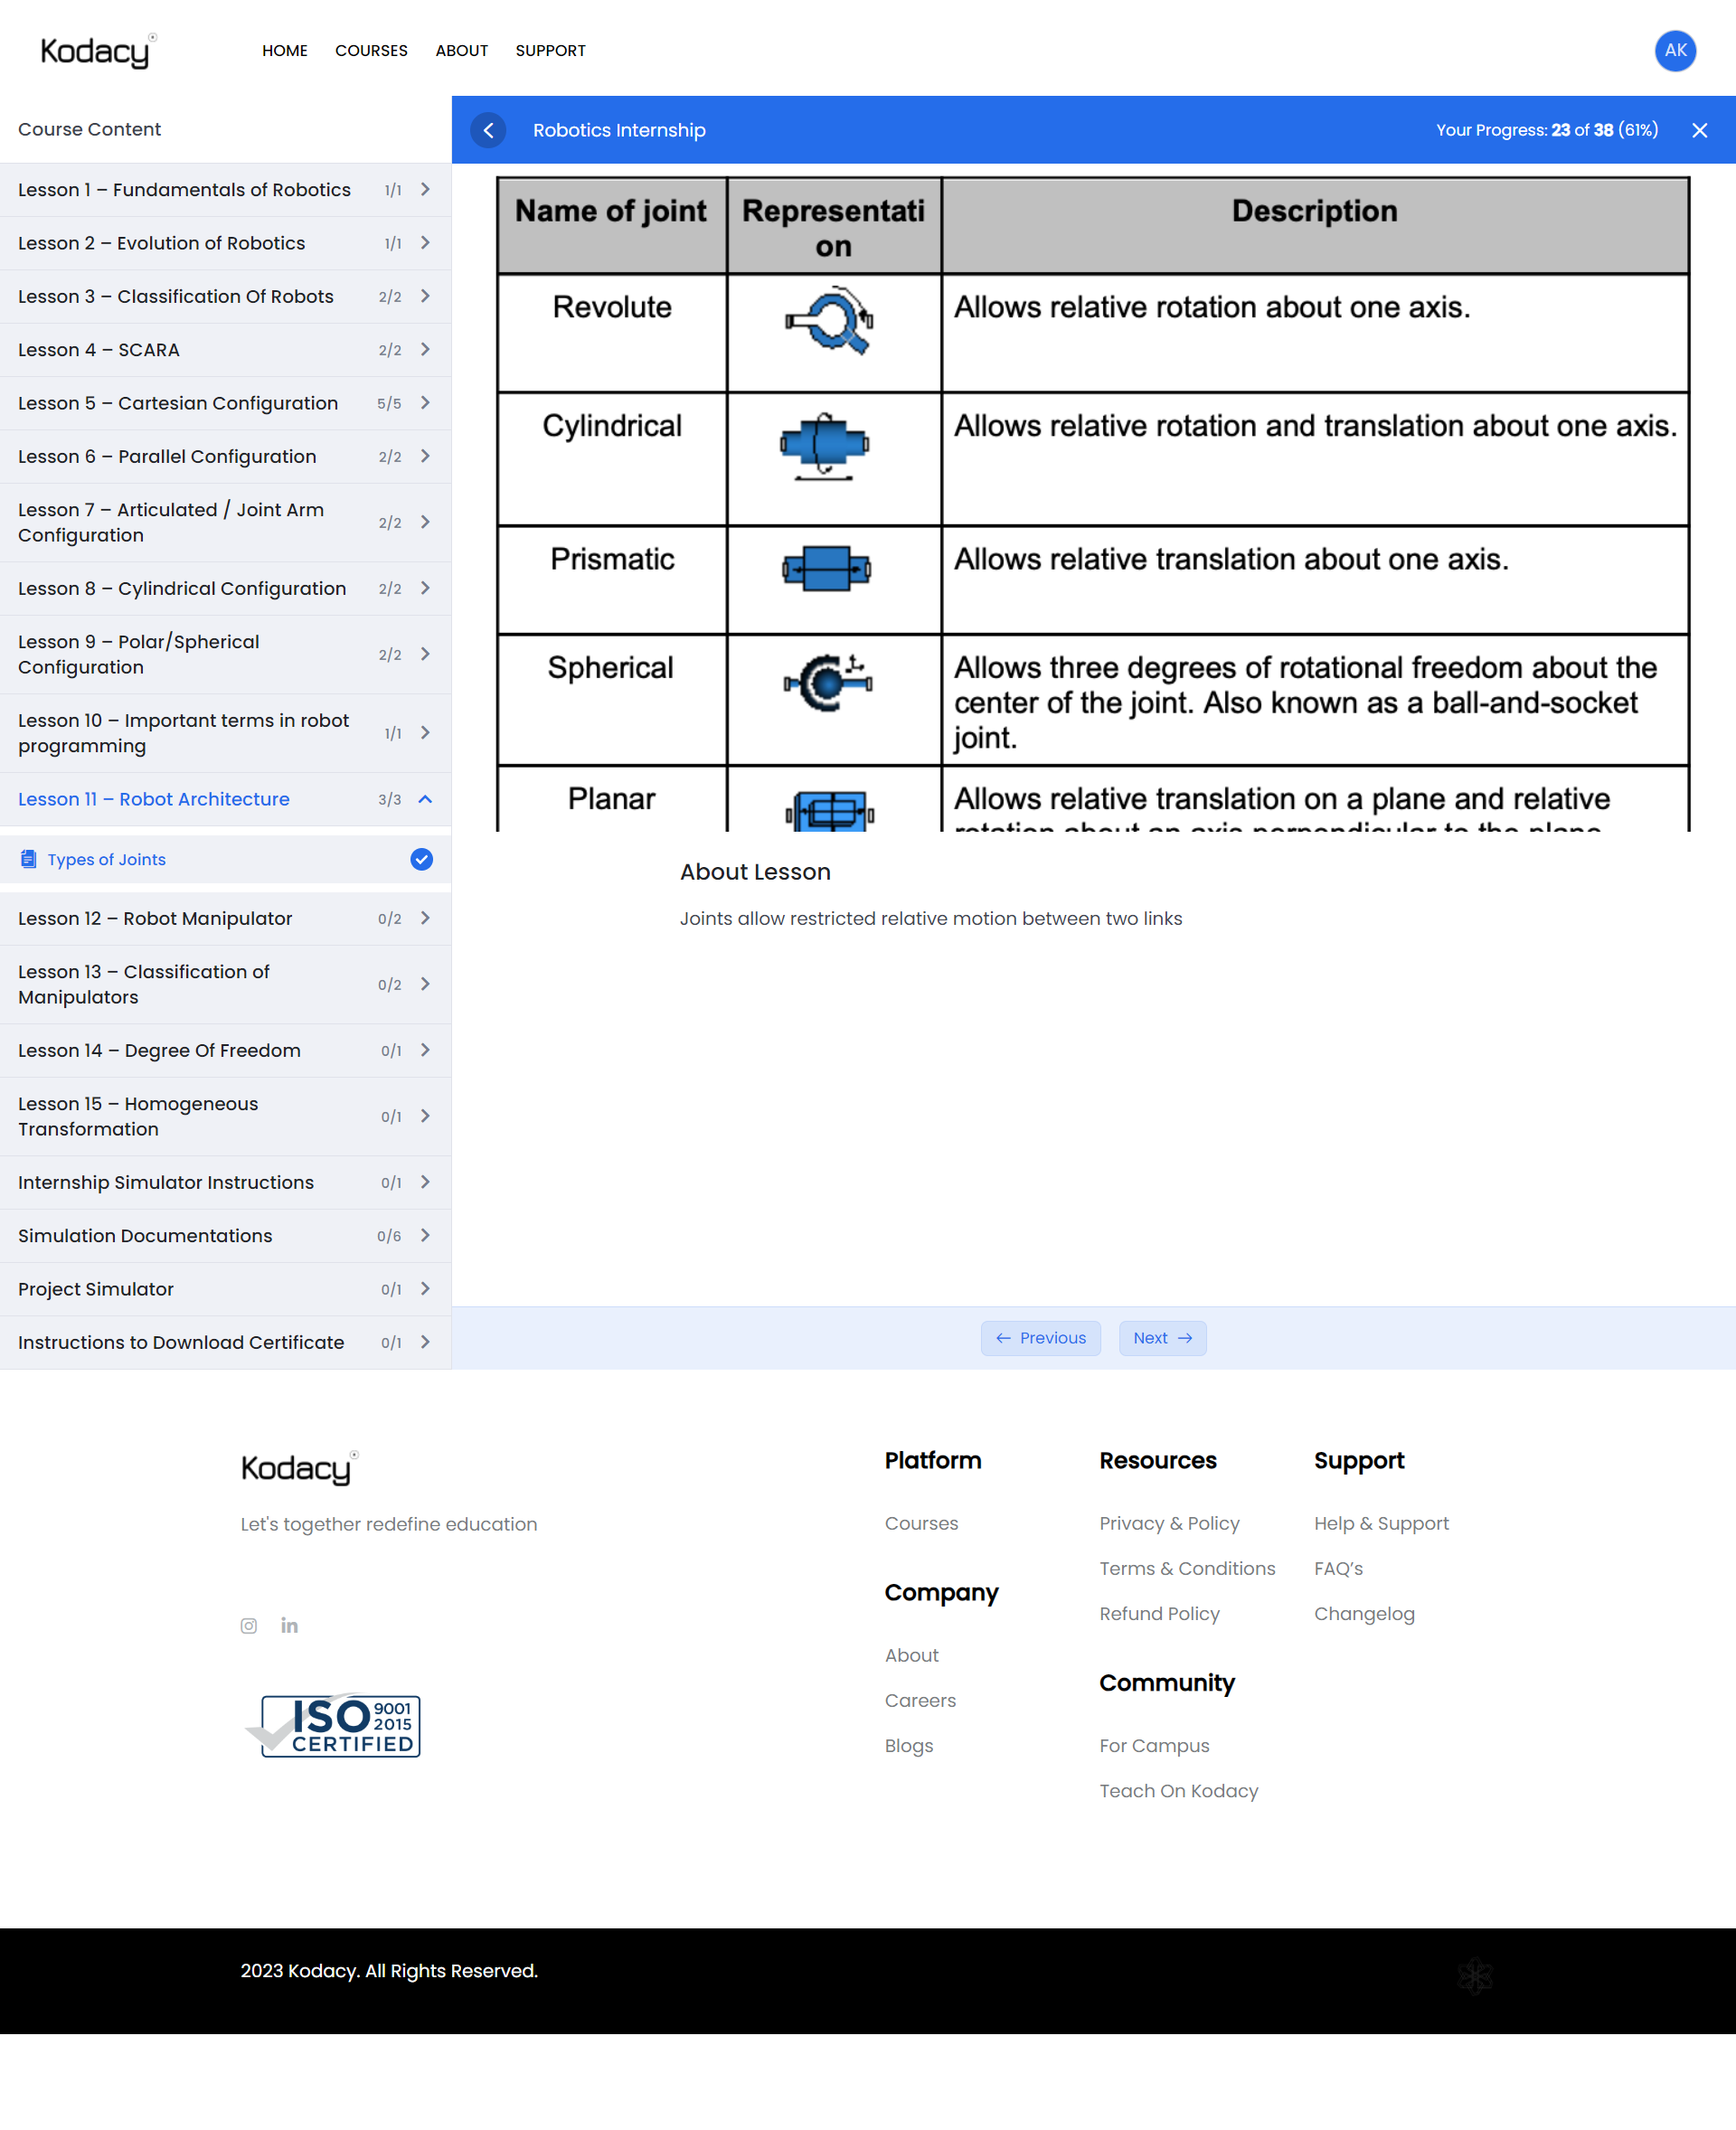 Kodacy
HOME COURSES ABOUT SUPPORT
AK
Course Content
Robotics Internship
Your Progress: 23 of 38 (61%)
Lesson 1 – Fundamentals of Robotics 1/1
Lesson 2 – Evolution of Robotics 1/1
Lesson 3 – Classification Of Robots 2/2
Lesson 4 – SCARA 2/2
Lesson 5 – Cartesian Configuration 5/5
Lesson 6 – Parallel Configuration 2/2
Lesson 7 – Articulated / Joint Arm
Configuration 2/2
Lesson 8 – Cylindrical Configuration 2/2
Lesson 9 – Polar/Spherical
Configuration 2/2
Lesson 10 – Important terms in robot
programming 1/1
Lesson 11 – Robot Architecture 3/3
Types of Joints
Lesson 12 – Robot Manipulator 0/2
Lesson 13 – Classification of
Manipulators 0/2
Lesson 14 – Degree Of Freedom 0/1
Lesson 15 – Homogeneous
Transformation 0/1
Internship Simulator Instructions 0/1
Simulation Documentations 0/6
Project Simulator 0/1
Instructions to Download Certificate 0/1
Name of joint Representati
on Description
Revolute Allows relative rotation about one axis.
Cylindrical Allows relative rotation and translation about one axis.
Prismatic Allows relative translation about one axis.
Spherical Allows three degrees of rotational freedom about the
center of the joint. Also known as a ball-and-socket
joint.
Planar Allows relative translation on a plane and relative
rotation about an axis perpendicular to the plane
About Lesson
Joints allow restricted relative motion between two links
Previous Next
Kodacy
Let's together redefine education
ISO 9001
2015
CERTIFIED
Platform
Courses
Company
About
Careers
Blogs
Resources
Privacy & Policy
Terms & Conditions
Refund Policy
Community
For Campus
Teach On Kodacy
Support
Help & Support
FAQ’s
Changelog
2023 Kodacy. All Rights Reserved.